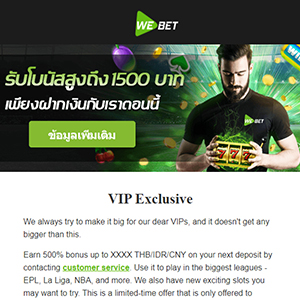 WE BET
รับโบนัสสูงถึง 1500 บาท
เพียงฝากเงินกับเราตอนนี้
ข้อมูลเพิ่มเติม
WE BET
777
VIP Exclusive
We always try to make it big for our dear VIPs, and it doesn't get any
bigger than this.
Earn 500% bonus up to XXXX THB/IDR/CNY on your next deposit by
contacting customer service. Use it to play in the biggest leagues -
EPL, La Liga, NBA, and more. We also have new exciting slots you
may want to try. This is a limited-time offer that is only offered to